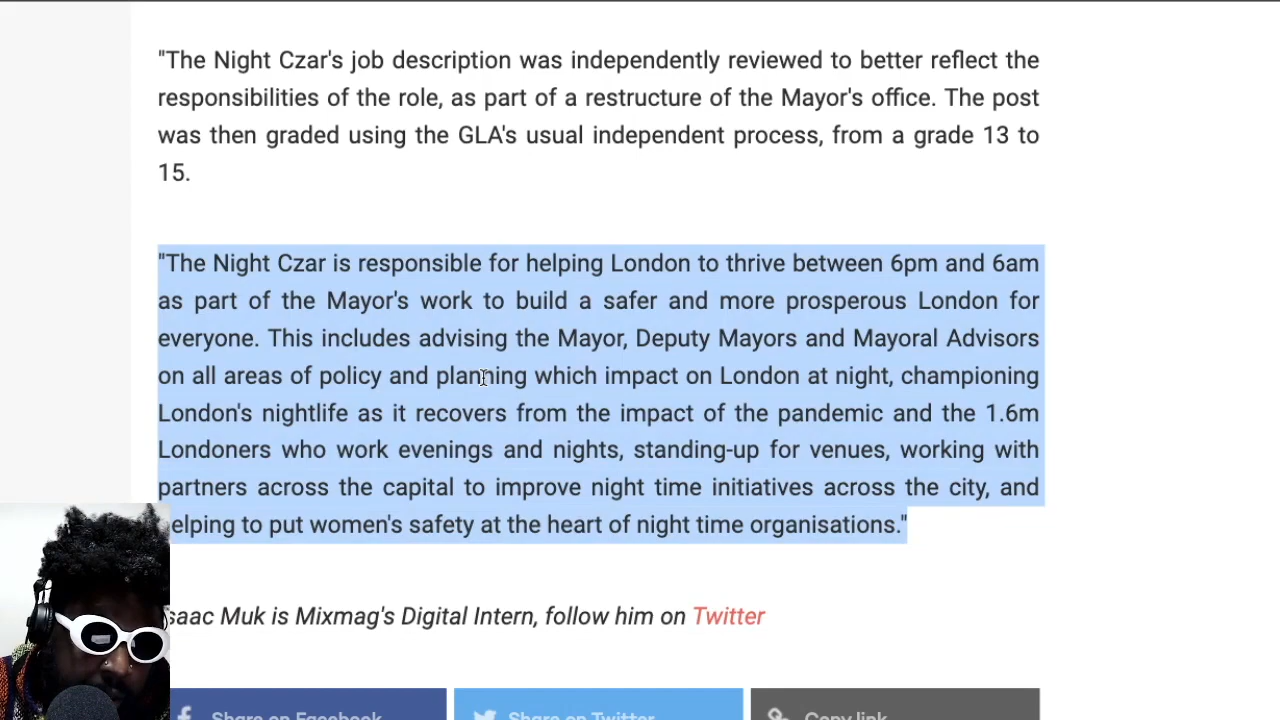 "The Night Czar's job description was independently reviewed to better reflect the
responsibilities of the role, as part of a restructure of the Mayor's office. The post
was then graded using the GLA's usual independent process, from a grade 13 to
15.
"The Night Czar is responsible for helping London to thrive between 6pm and 6am
as part of the Mayor's work to build a safer and more prosperous London for
everyone. This includes advising the Mayor, Deputy Mayors and Mayoral Advisors
on all areas of policy and planning which impact on London at night, championing
London's nightlife as it recovers from the impact of the pandemic and the 1.6m
Londoners who work evenings and nights, standing-up for venues, working with
partners across the capital to improve night time initiatives across the city, and
elping to put women's safety at the heart of night time organisations."
saac Muk is Mixmag's Digital Intern, follow him on Twitter
Share on Facebook
Share on Twitter
Copy link